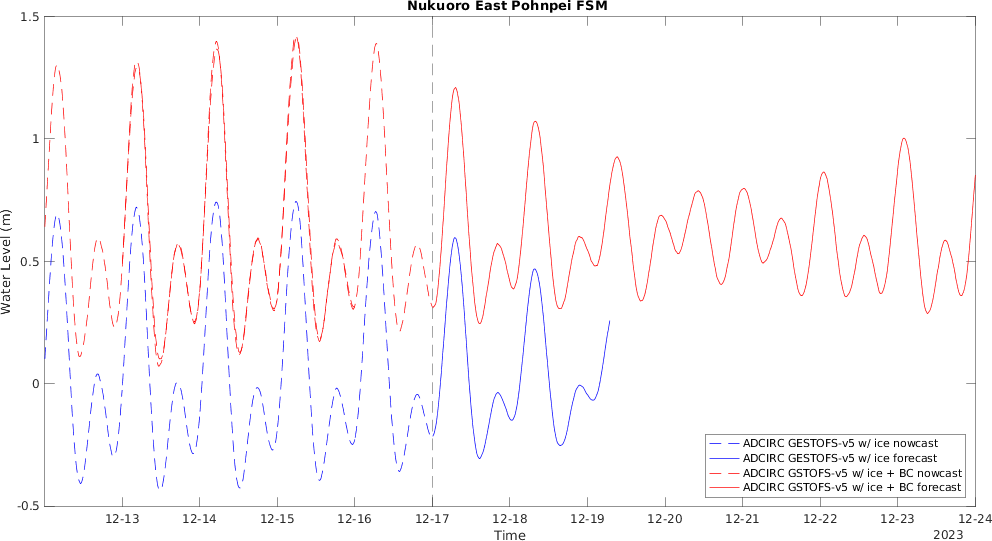 Nukuoro East Pohnpei FSM
1.5
1
0.5
0
-0.5
Water Level (m)
12-13
12-14
12-15
12-16
12-17
12-18
12-19
12-20
12-21
12-22
12-23
12-24
Time
2023
ADCIRC GESTOFS-v5 w/ ice nowcast
ADCIRC GESTOFS-v5 w/ ice forecast
ADCIRC GSTOFS-v5 w/ ice + BC nowcast
ADCIRC GSTOFS-v5 w/ ice + BC forecast